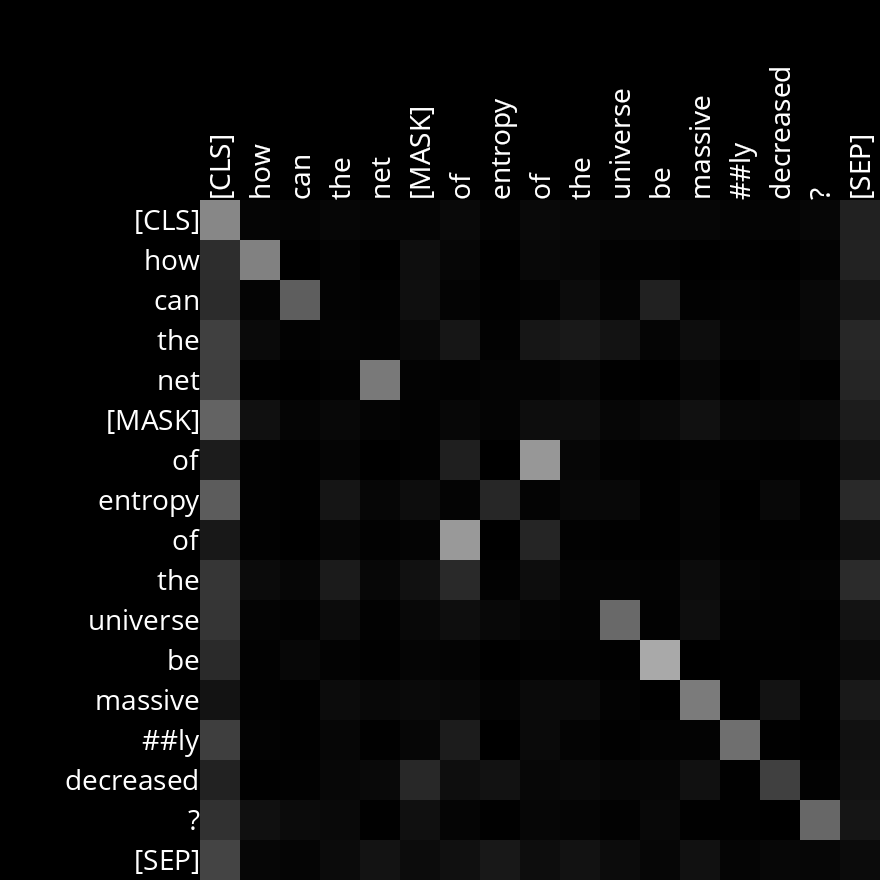 [CLS] how can the net [MASK] of entropy of the universe be massive ##ly decreased ? [SEP]
[CLS]
how
can
the
net
[MASK]
of
entropy
of
the
universe
be
massive
##ly
decreased
?
[SEP]